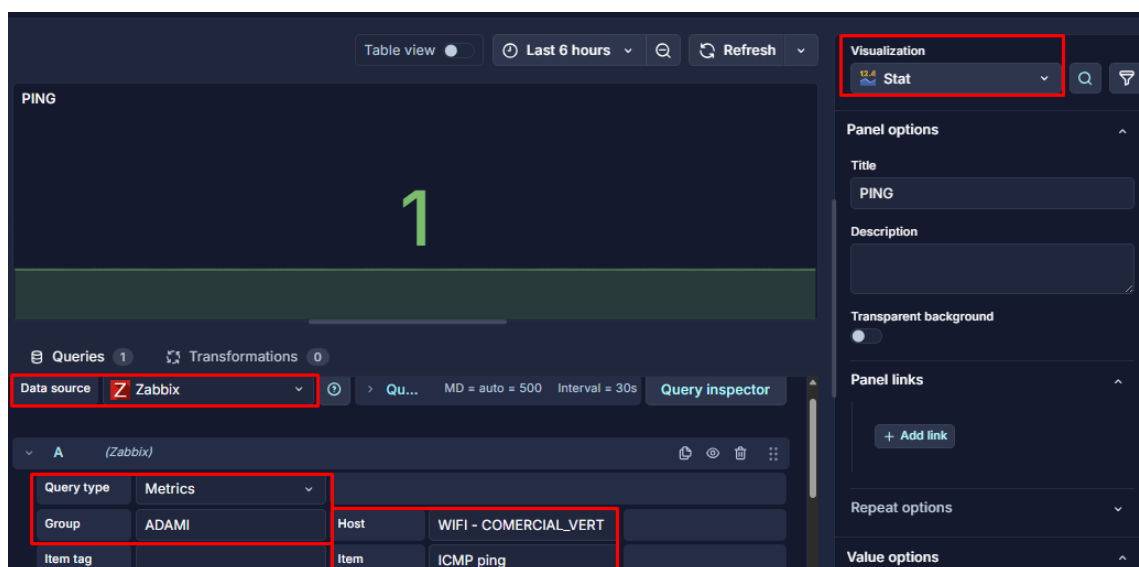 Table view
Last 6 hours
Refresh
Visualization
12.4 Stat
PING
Panel options
Title
PING
1
Description
Transparent background
Queries 1 Transformations 0
Data source Z Zabbix
Qu... MD = auto = 500 Interval = 30s Query inspector
Panel links
+ Add link
A (Zabbix)
Query type Metrics
Group ADAMI Host WIFI - COMERCIAL_VERT
Repeat options
Item tag Item ICMP ping
Value options